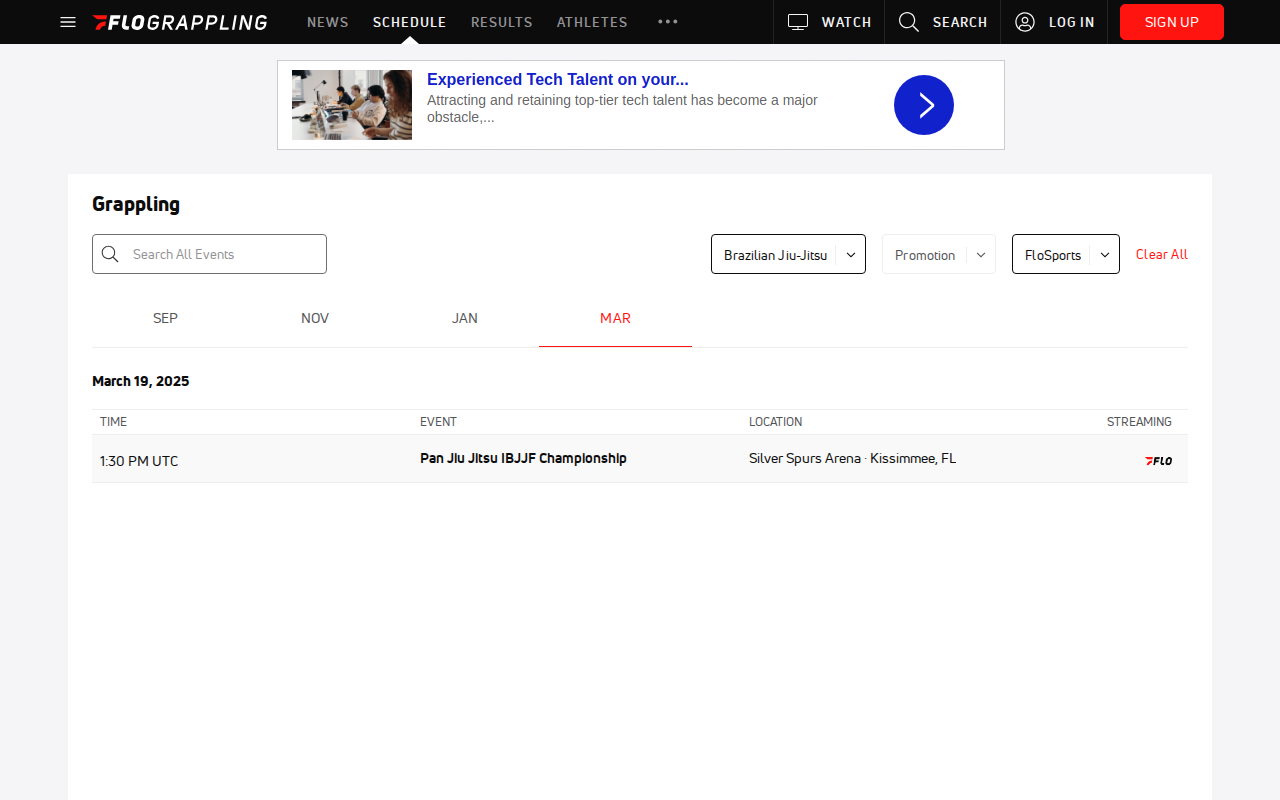 FLOGRAPPLING NEWS SCHEDULE RESULTS ATHLETES ••• WATCH SEARCH LOG IN SIGN UP
Experienced Tech Talent on your...
Attracting and retaining top-tier tech talent has become a major
obstacle,...
Grappling
Search All Events Brazilian Jiu-Jitsu Promotion FloSports Clear All
SEP NOV JAN MAR
March 19, 2025
TIME EVENT LOCATION STREAMING
1:30 PM UTC Pan Jiu Jitsu IBJJF Championship Silver Spurs Arena · Kissimmee, FL FLO